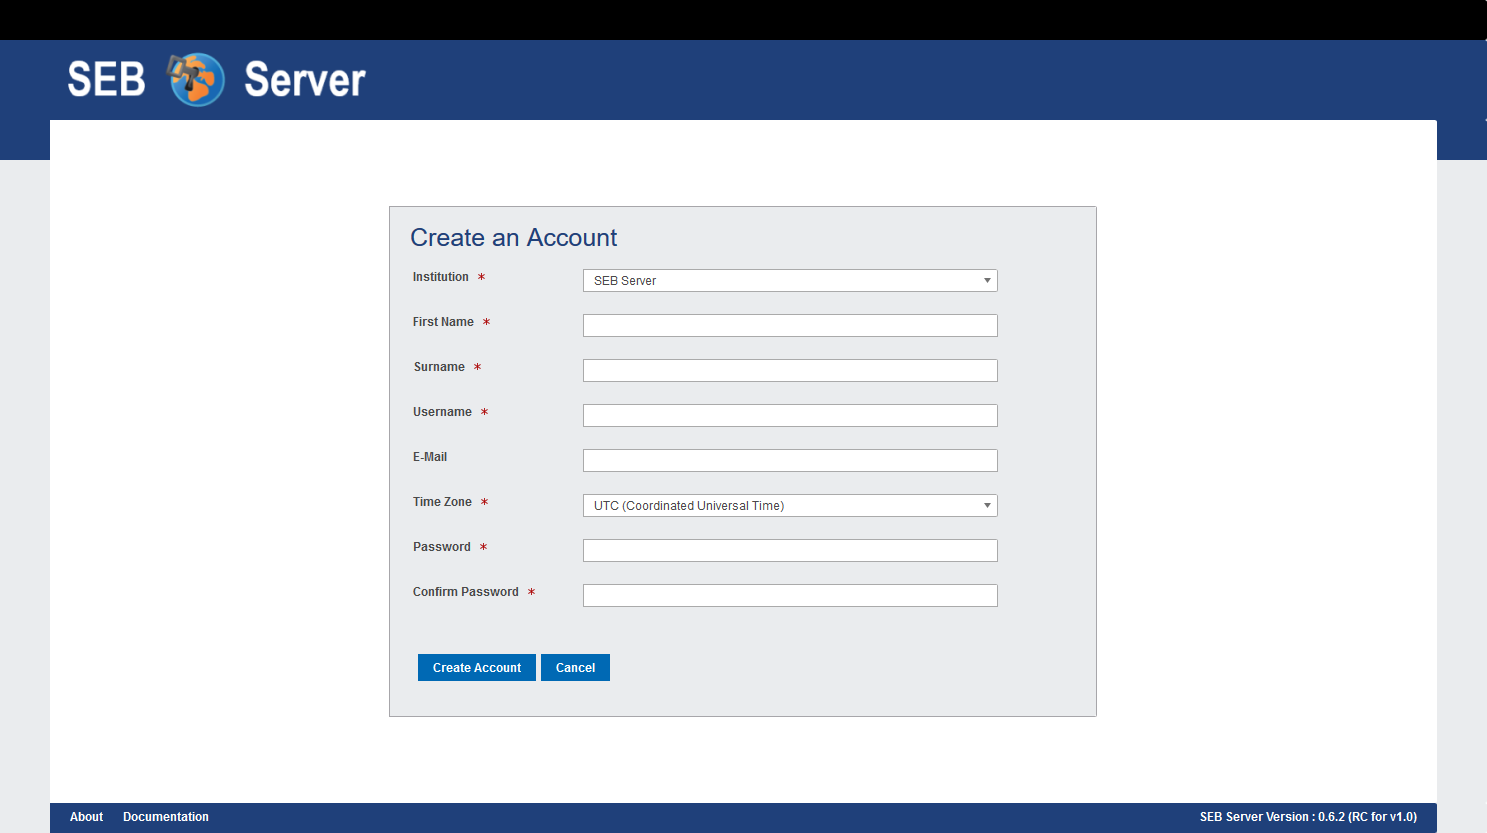 SEB Server
Create an Account
Institution *
SEB Server
First Name *
Surname *
Username *
E-Mail
Time Zone *
UTC (Coordinated Universal Time)
Password *
Confirm Password *
Create Account Cancel
About Documentation SEB Server Version : 0.6.2 (RC for v1.0)